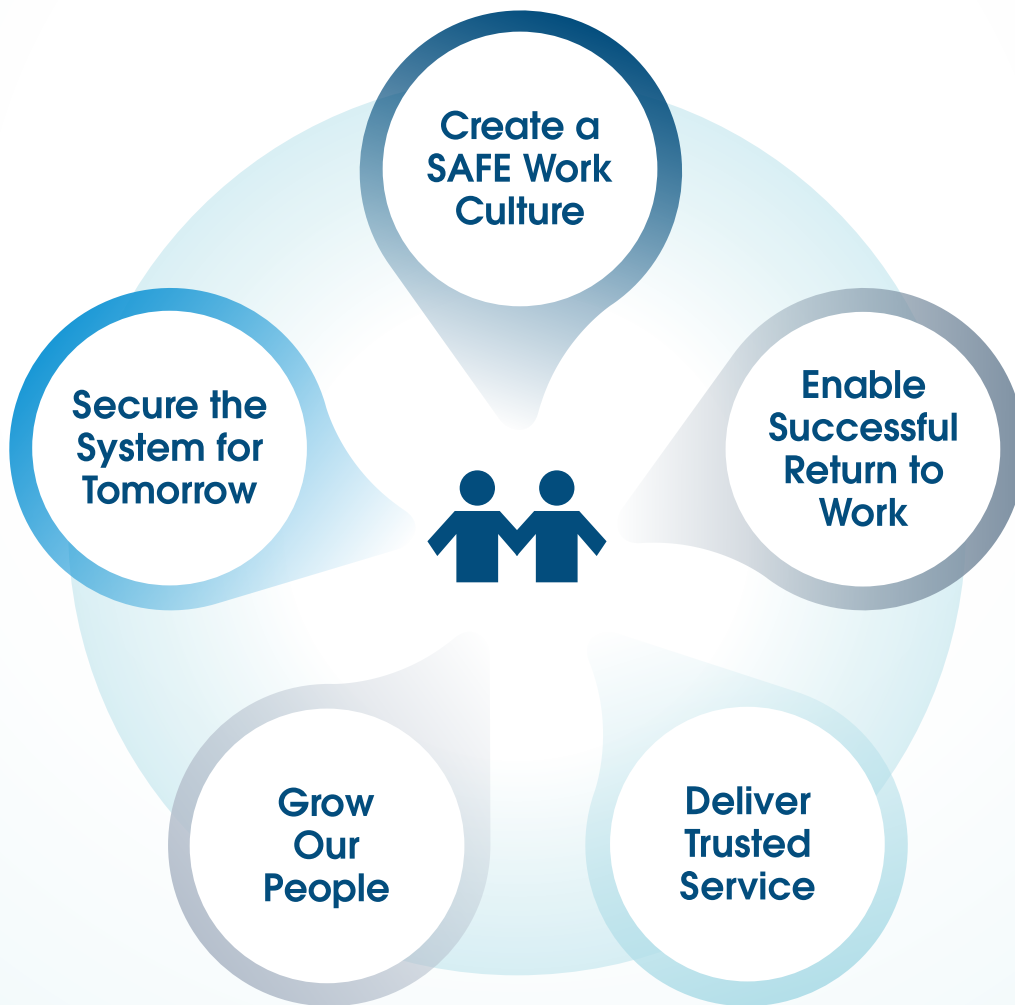 Create a
SAFE Work
Culture
Enable
Successful
Return to
Work
Deliver
Trusted
Service
Grow
Our
People
Secure the
System for
Tomorrow